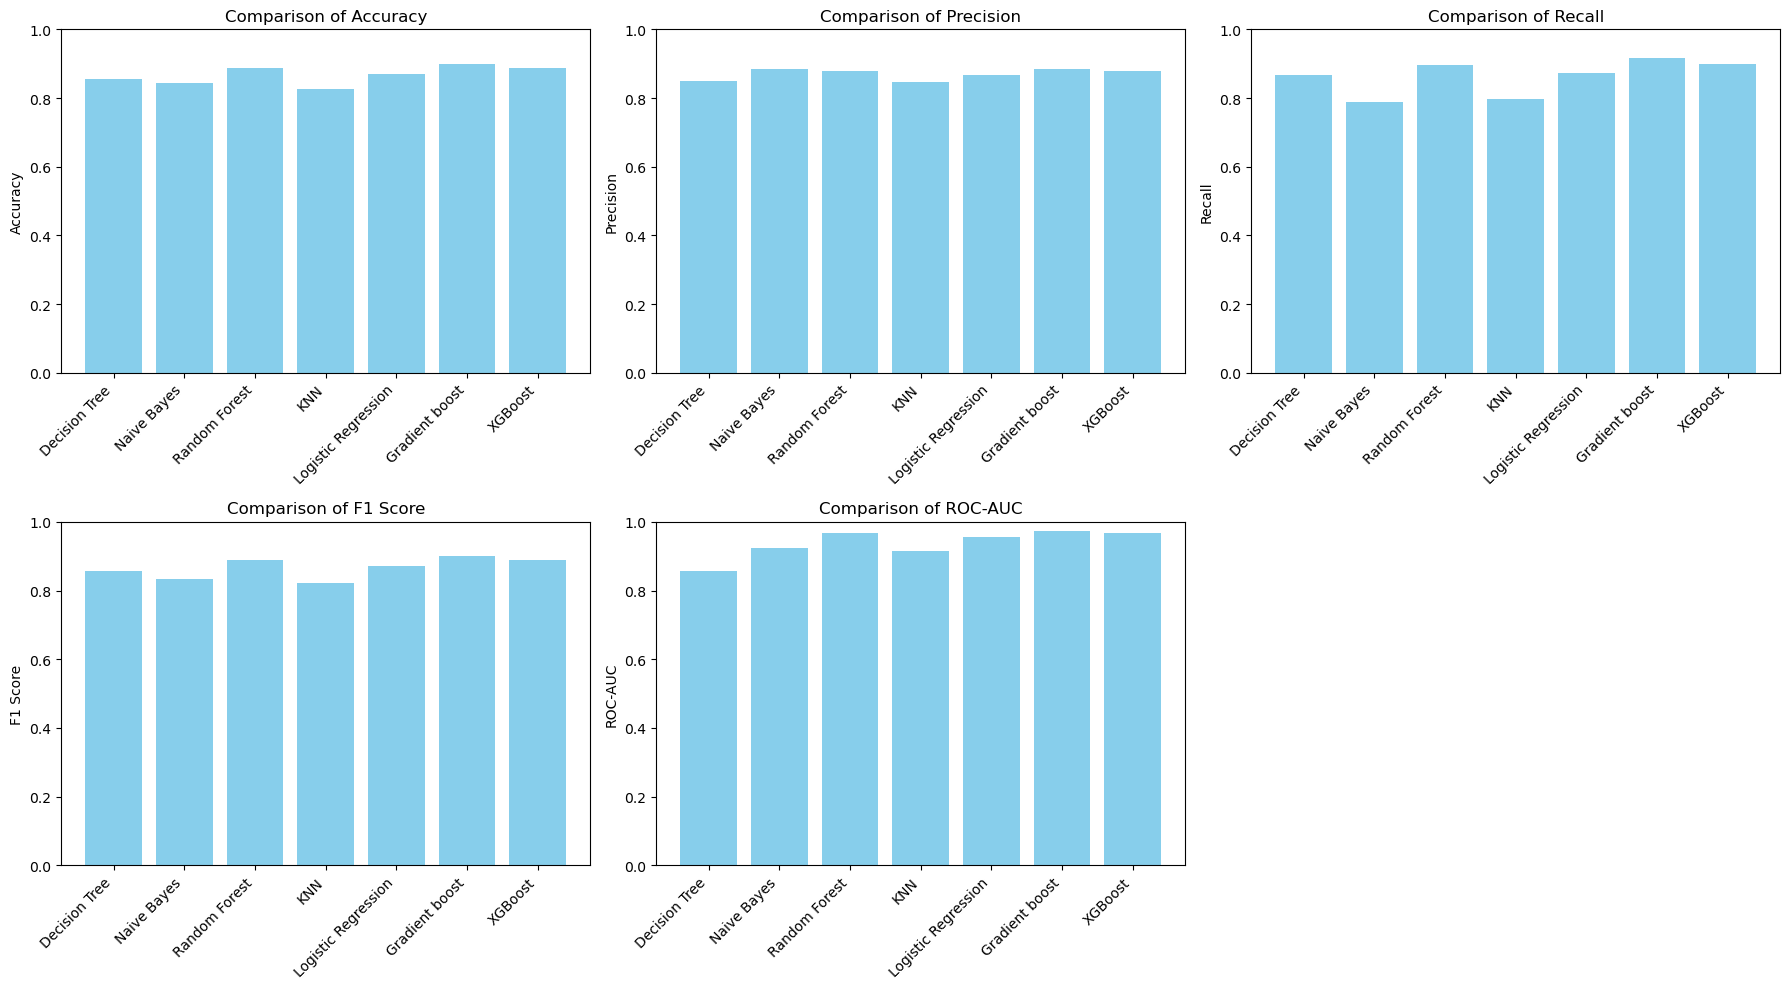 Comparison of Accuracy
1.0
0.8
0.6
0.4
0.2
0.0
Accuracy
Decision Tree
Naive Bayes
Random Forest
KNN
Logistic Regression
Gradient boost
XGBoost
Comparison of Precision
1.0
0.8
0.6
0.4
0.2
0.0
Precision
Decision Tree
Naive Bayes
Random Forest
KNN
Logistic Regression
Gradient boost
XGBoost
Comparison of Recall
1.0
0.8
0.6
0.4
0.2
0.0
Recall
Decision Tree
Naive Bayes
Random Forest
KNN
Logistic Regression
Gradient boost
XGBoost
Comparison of F1 Score
1.0
0.8
0.6
0.4
0.2
0.0
F1 Score
Decision Tree
Naive Bayes
Random Forest
KNN
Logistic Regression
Gradient boost
XGBoost
Comparison of ROC-AUC
1.0
0.8
0.6
0.4
0.2
0.0
ROC-AUC
Decision Tree
Naive Bayes
Random Forest
KNN
Logistic Regression
Gradient boost
XGBoost